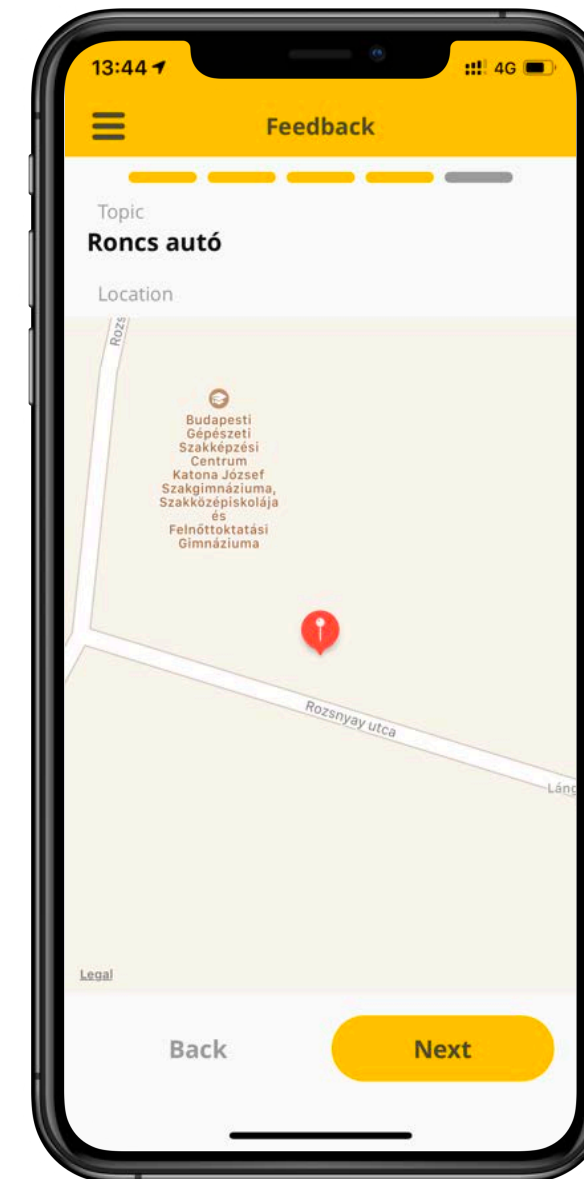 13:44
4G
Feedback
Topic
Roncs autó
Location
Budapesti
Gépészeti
Szakképzési
Centrum
Katona József
Szakgimnáziuma,
Szakközépiskolája
és
Felnőttoktatási
Gimnáziuma
Rozsnyay utca
Legal
Back
Next